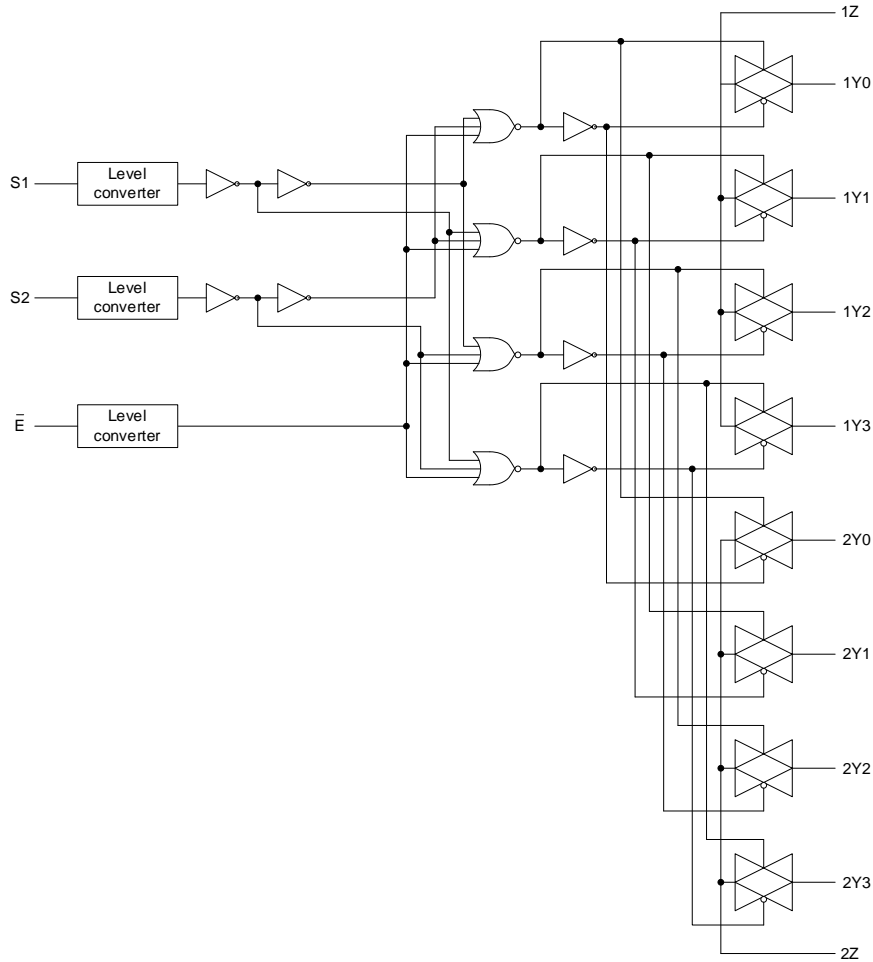 1Z
1Y0
S1
Level
converter
1Y1
S2
Level
converter
1Y2
E̅
Level
converter
1Y3
2Y0
2Y1
2Y2
2Y3
2Z